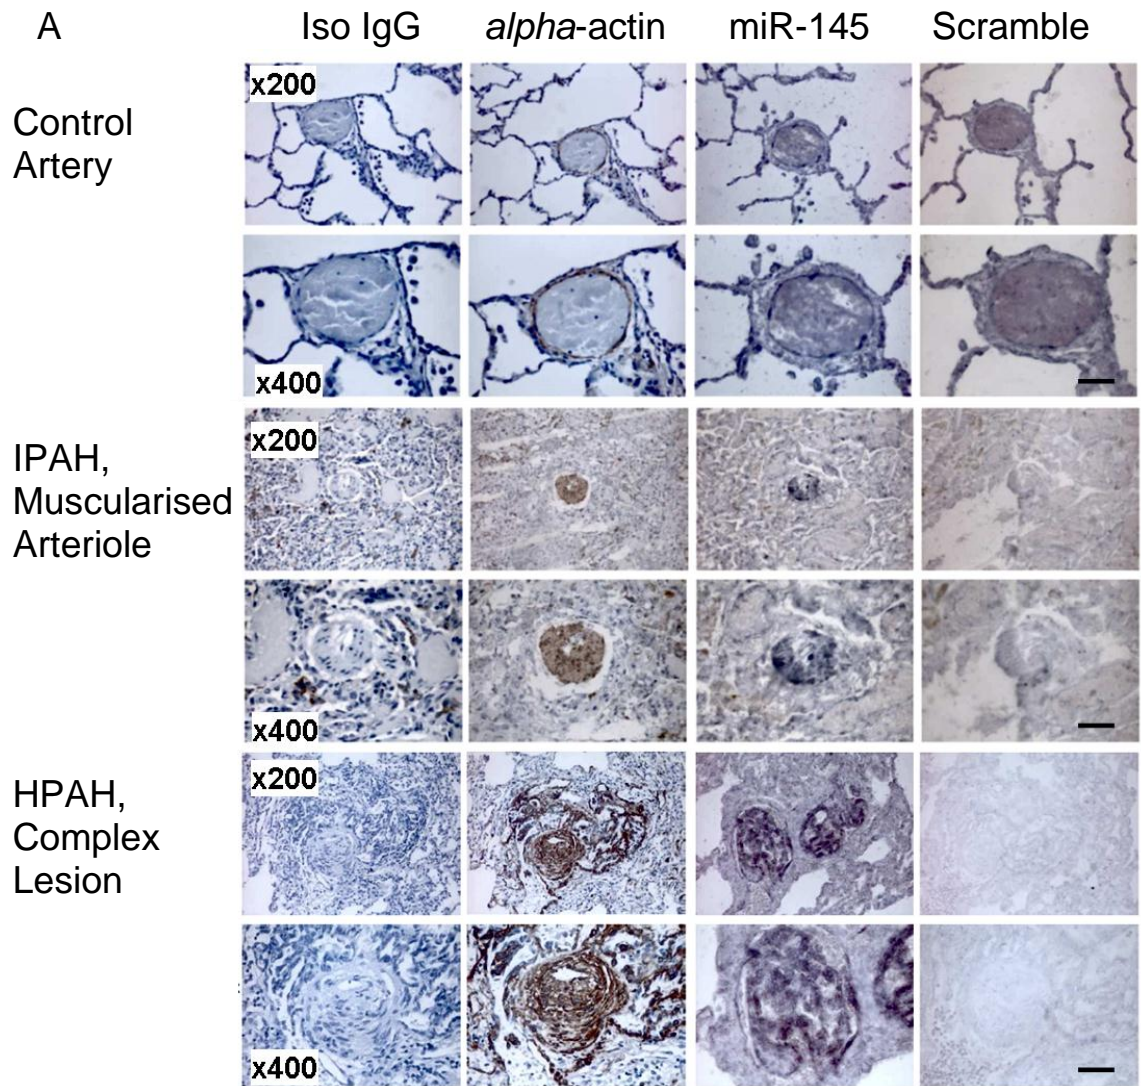 A
Iso IgG alpha-actin miR-145 Scramble
Control
Artery
x200
x400
IPAH,
Muscularised
Arteriole
x200
x400
HPAH,
Complex
Lesion
x200
x400